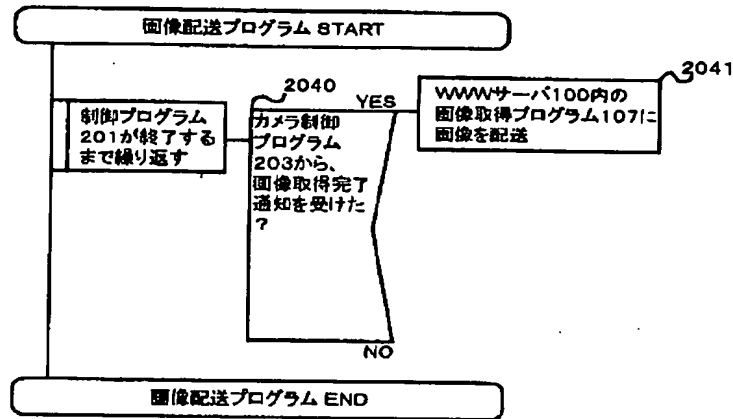 画像配送プログラム START
制御プログラム
201が終了する
まで繰り返す
2040
YES
カメラ制御
プログラム
203から、
画像取得完了
通知を受けた
?
NO
2041
WWWサーバ100内の
画像取得プログラム107に
画像を配送
画像配送プログラム END